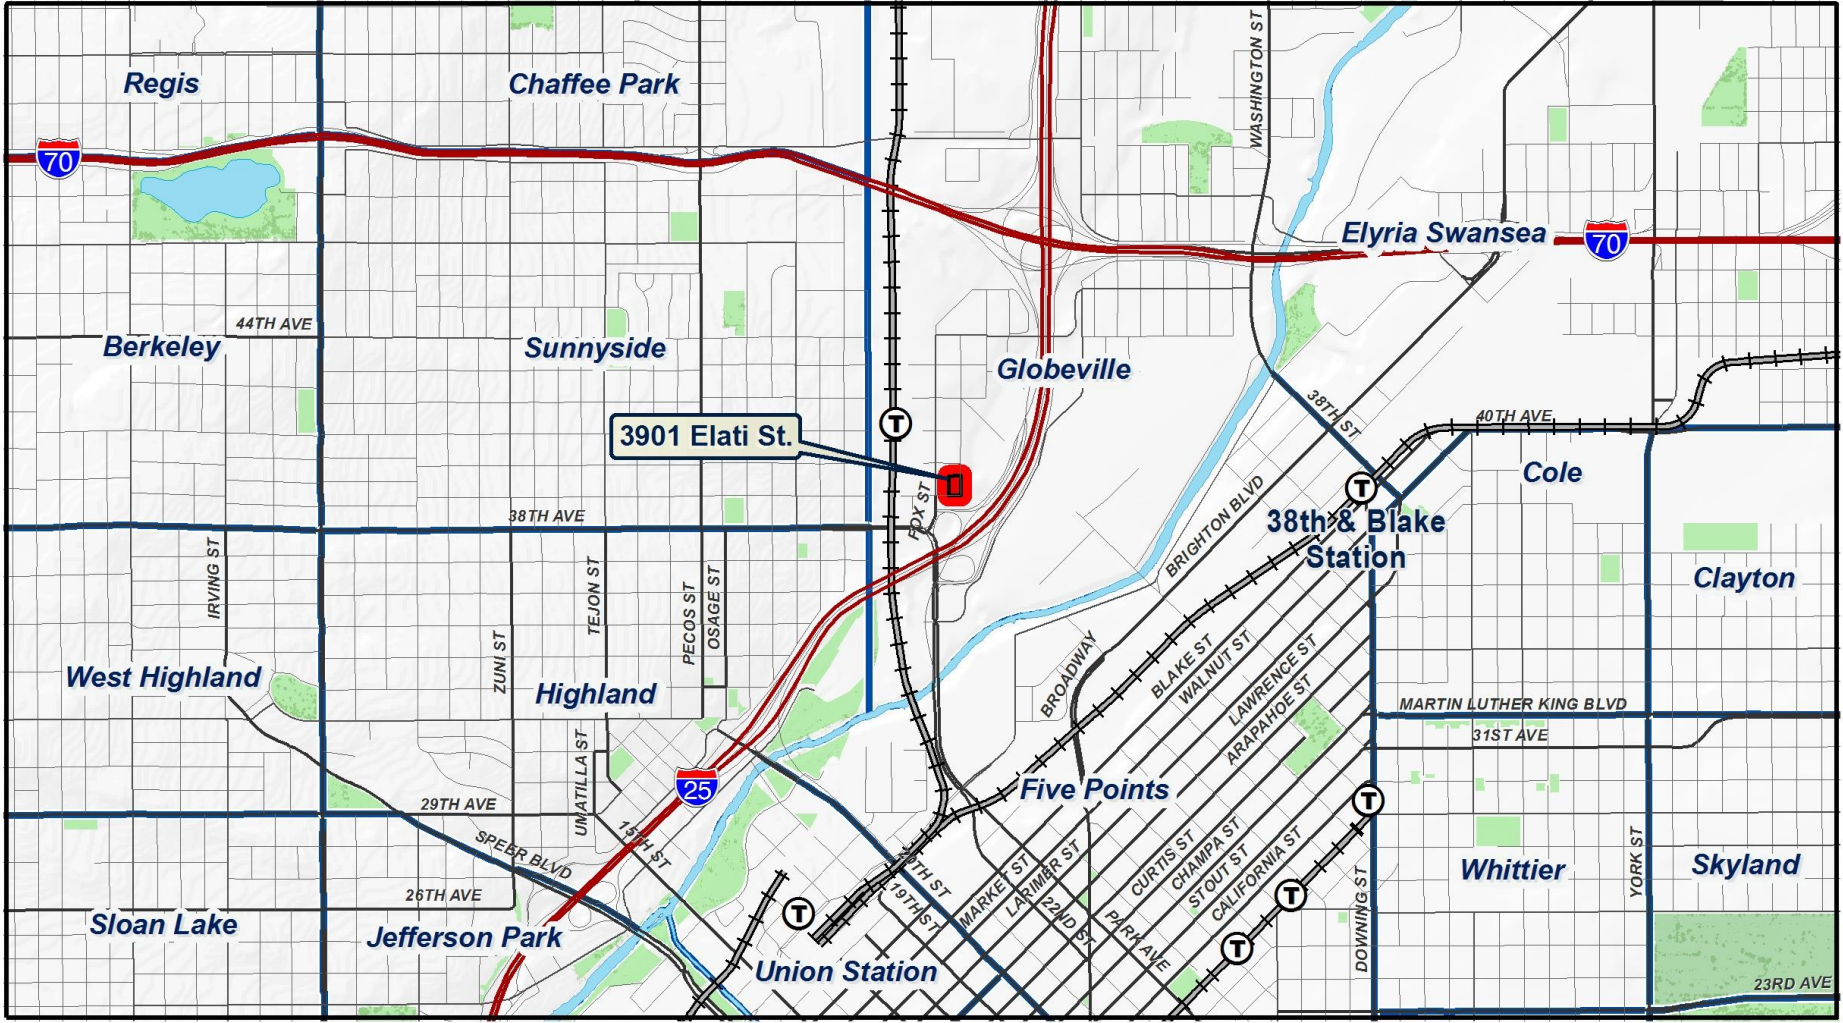 WASHINGTON ST
Regis
Chaffee Park
70
Elyria Swansea
70
44TH AVE
Berkeley
Sunnyside
Globeville
38TH ST
40TH AVE
T
3901 Elati St.
Cole
T
FOX ST
38TH AVE
38th & Blake
Station
BRIGHTON BLVD
IRVING ST
TEJON ST
PECOS ST
OSAGE ST
Clayton
ZUNI ST
West Highland
Highland
BROADWAY
BLAKE ST
WALNUT ST
LAWRENCE ST
ARAPAHOE ST
MARTIN LUTHER KING BLVD
31ST AVE
UMATILLA ST
25
Five Points
T
29TH AVE
SPEER BLVD
15TH ST
20TH ST
19TH ST
MARKET ST
LARIMER ST
22ND ST
PARK AVE
CURTIS ST
CHAMPA ST
STOUT ST
CALIFORNIA ST
DOWNING ST
Whittier
YORK ST
Skyland
26TH AVE
T
T
Sloan Lake
Jefferson Park
T
Union Station
23RD AVE